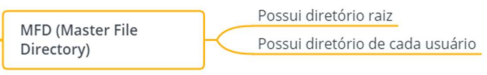 MFD (Master File
Directory)
Possui diretório raiz
Possui diretório de cada usuário